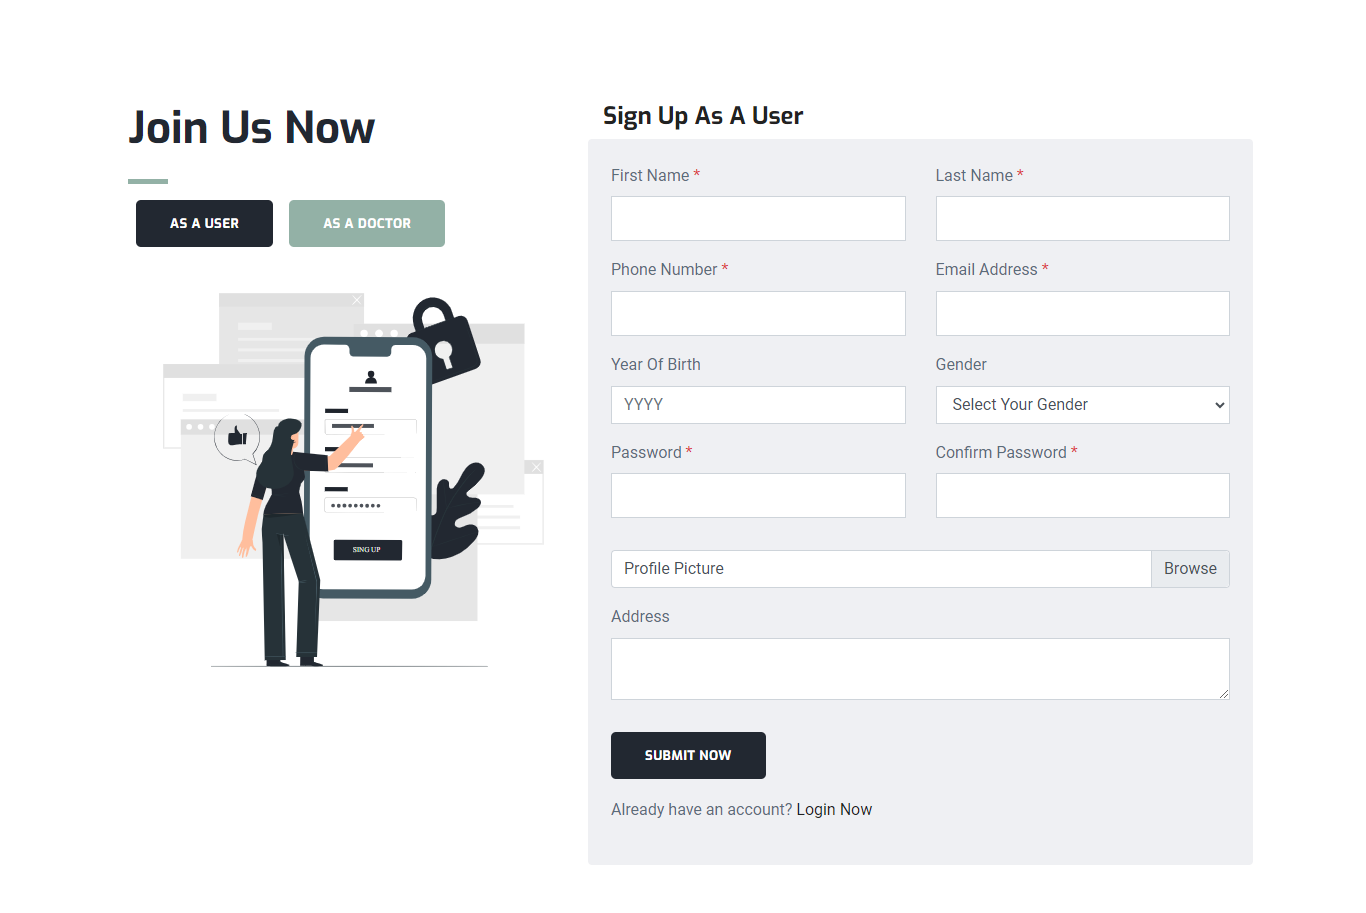 Join Us Now
AS A USER
AS A DOCTOR
SING UP
Sign Up As A User
First Name *
Last Name *
Phone Number *
Email Address *
Year Of Birth
Gender
YYYY
Select Your Gender
Password *
Confirm Password *
Profile Picture
Browse
Address
SUBMIT NOW
Already have an account? Login Now